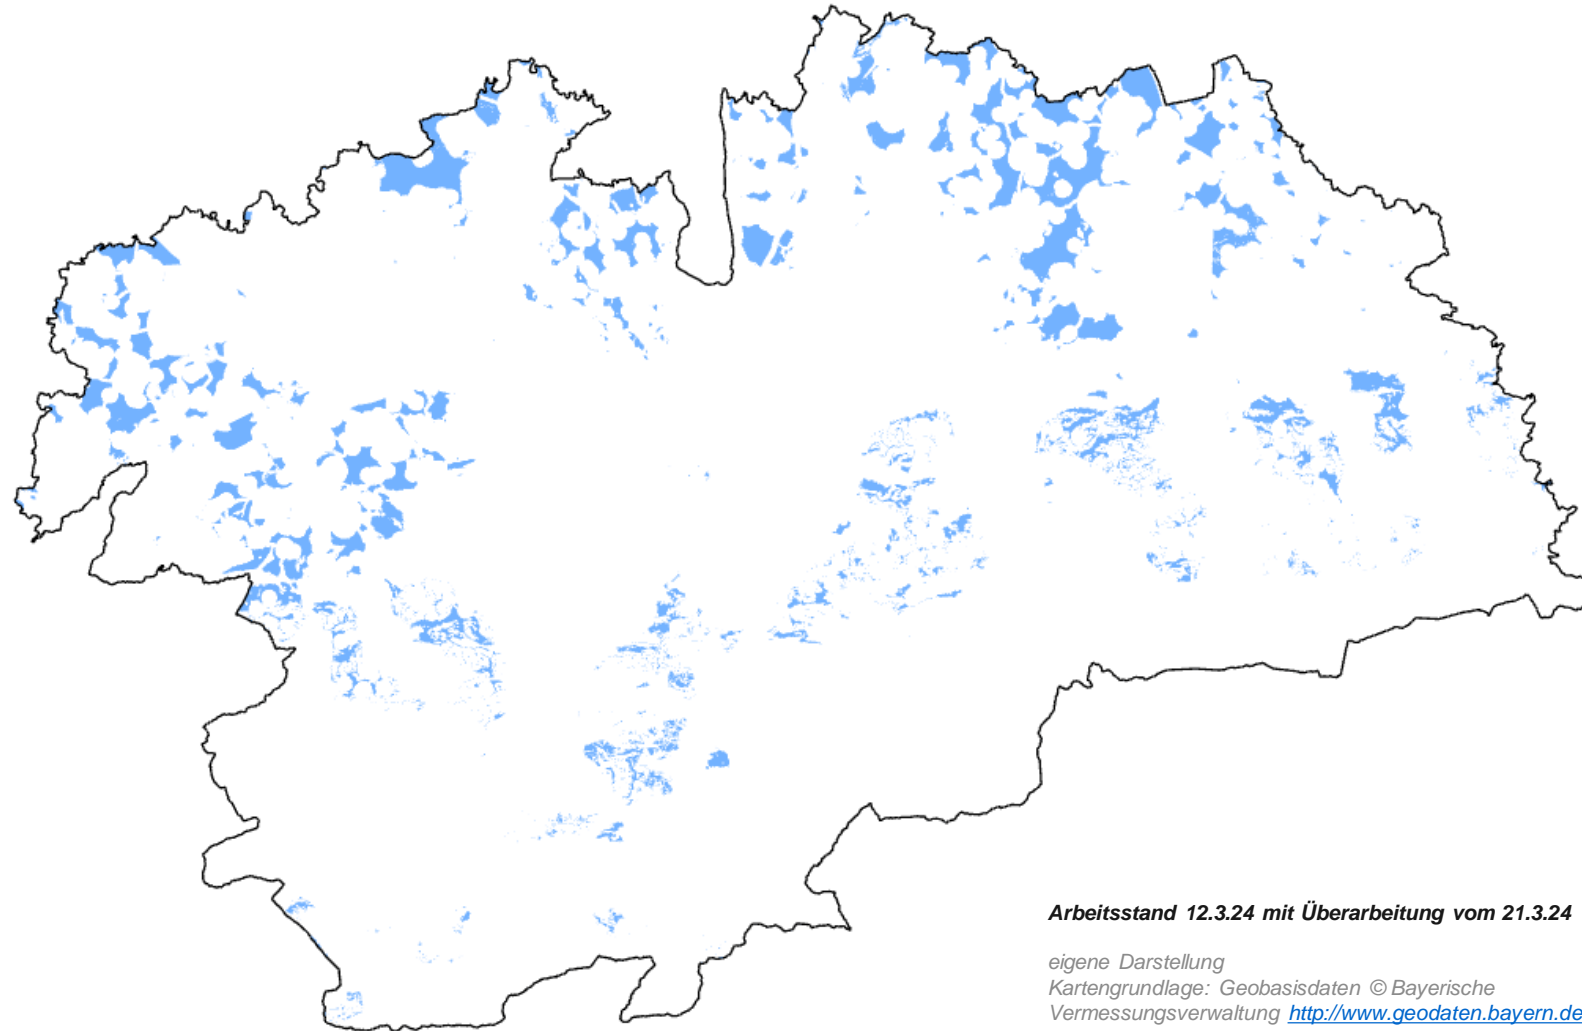 Arbeitsstand 12.3.24 mit Überarbeitung vom 21.3.24
eigene Darstellung
Kartengrundlage: Geobasisdaten © Bayerische
Vermessungsverwaltung http://www.geodaten.bayern.de